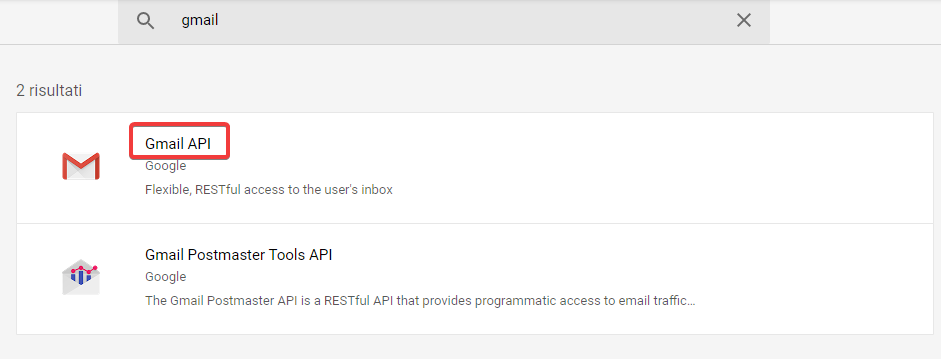 gmail
2 risultati
Gmail API
Google
Flexible, RESTful access to the user's inbox
Gmail Postmaster Tools API
Google
The Gmail Postmaster API is a RESTful API that provides programmatic access to email traffic…